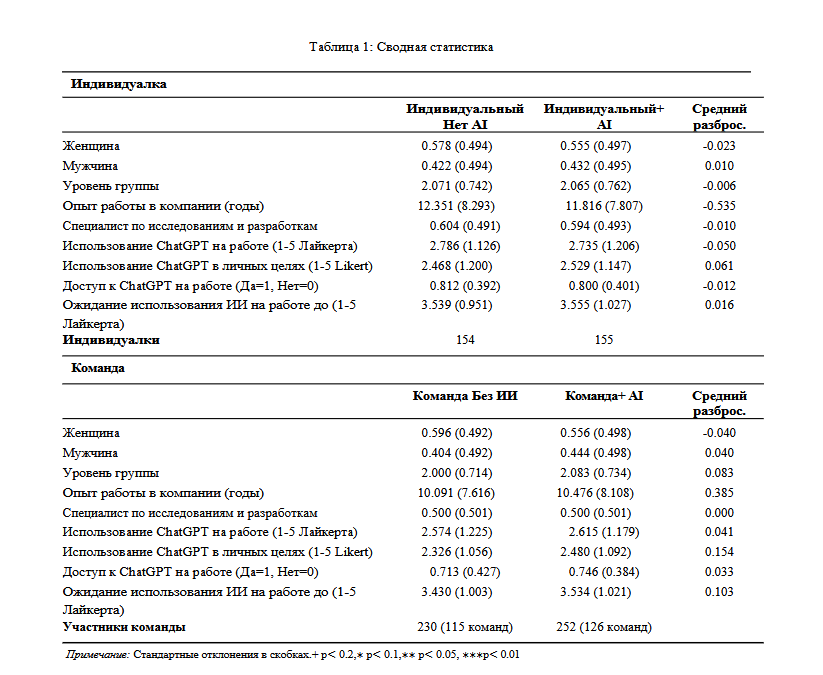 Таблица 1: Сводная статистика
Индивидуалка
Индивидуальный Индивидуальный+ Средний
Нет AI AI разброс.
Женщина 0.578 (0.494) 0.555 (0.497) -0.023
Мужчина 0.422 (0.494) 0.432 (0.495) 0.010
Уровень группы 2.071 (0.742) 2.065 (0.762) -0.006
Опыт работы в компании (годы) 12.351 (8.293) 11.816 (7.807) -0.535
Специалист по исследованиям и разработкам 0.604 (0.491) 0.594 (0.493) -0.010
Использование ChatGPT на работе (1-5 Лайкерта) 2.786 (1.126) 2.735 (1.206) -0.050
Использование ChatGPT в личных целях (1-5 Likert) 2.468 (1.200) 2.529 (1.147) 0.061
Доступ к ChatGPT на работе (Да=1, Нет=0) 0.812 (0.392) 0.800 (0.401) -0.012
Ожидание использования ИИ на работе до (1-5 3.539 (0.951) 3.555 (1.027) 0.016
Лайкерта)
Индивидуалки 154 155
Команда
Команда Без ИИ Команда+ AI Средний
разброс.
Женщина 0.596 (0.492) 0.556 (0.498) -0.040
Мужчина 0.404 (0.492) 0.444 (0.498) 0.040
Уровень группы 2.000 (0.714) 2.083 (0.734) 0.083
Опыт работы в компании (годы) 10.091 (7.616) 10.476 (8.108) 0.385
Специалист по исследованиям и разработкам 0.500 (0.501) 0.500 (0.501) 0.000
Использование ChatGPT на работе (1-5 Лайкерта) 2.574 (1.225) 2.615 (1.179) 0.041
Использование ChatGPT в личных целях (1-5 Likert) 2.326 (1.056) 2.480 (1.092) 0.154
Доступ к ChatGPT на работе (Да=1, Нет=0) 0.713 (0.427) 0.746 (0.384) 0.033
Ожидание использования ИИ на работе до (1-5 3.430 (1.003) 3.534 (1.021) 0.103
Лайкерта)
Участники команды 230 (115 команд) 252 (126 команд)
Примечание: Стандартные отклонения в скобках.+ p< 0.2,∗ p< 0.1,∗∗ p< 0.05, ∗∗∗p< 0.01